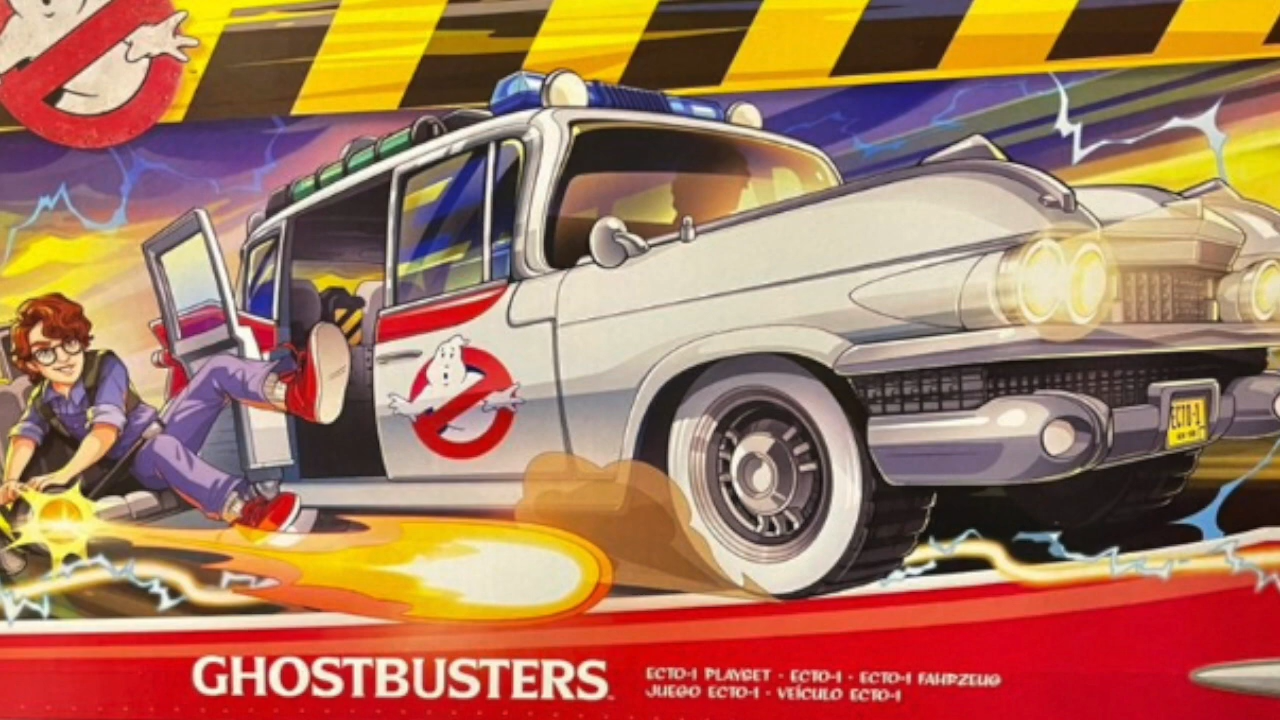 ECTO-1
GHOSTBUSTERS
ECTO-1 PLAYSET - ECTO-1 - ECTO-1 FAHRZEUG
JUEGO ECTO-1 - VEÍCULO ECTO-1